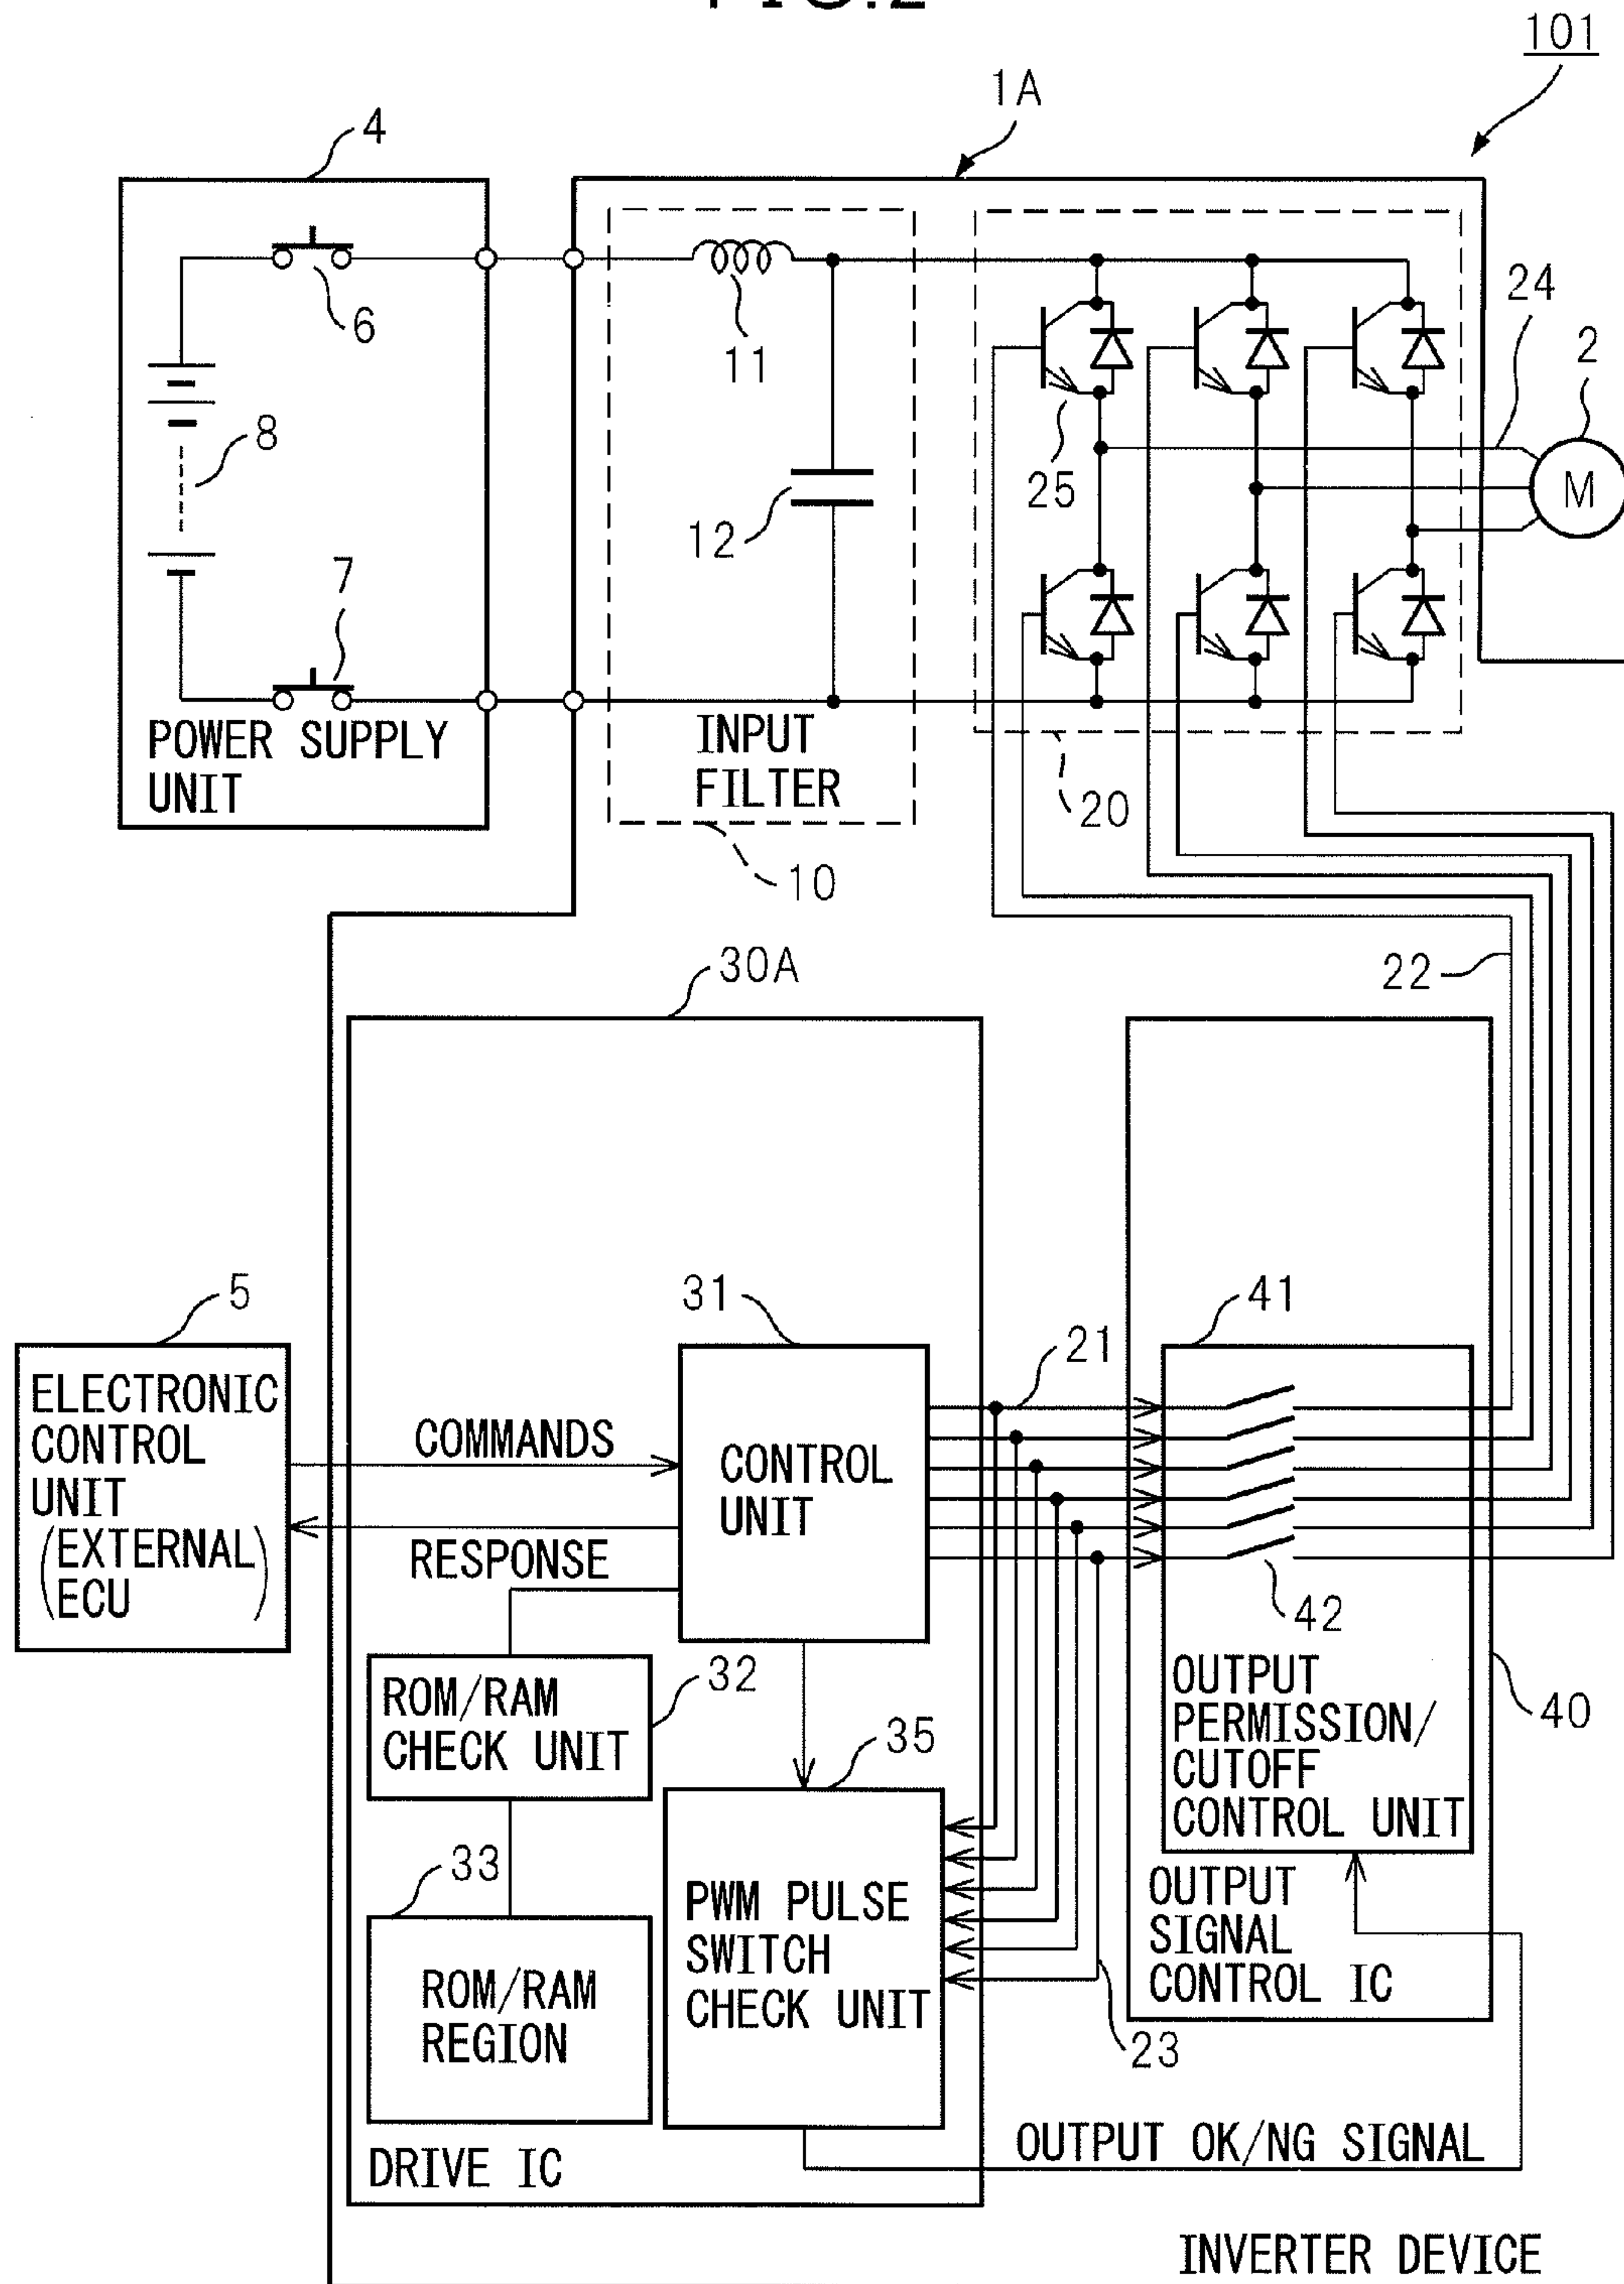 FIG.2
101
1A
4
24
6
11
2
8
25
M
12
7
POWER SUPPLY
UNIT
INPUT
FILTER
20
10
30A
22
5
31
41
21
ELECTRONIC
CONTROL
UNIT
(EXTERNAL
ECU)
COMMANDS
CONTROL
UNIT
RESPONSE
42
32
ROM/RAM
CHECK UNIT
OUTPUT
PERMISSION/
CUTOFF
CONTROL UNIT
40
35
33
PWM PULSE
SWITCH
CHECK UNIT
OUTPUT
SIGNAL
CONTROL IC
ROM/RAM
REGION
23
OUTPUT OK/NG SIGNAL
DRIVE IC
INVERTER DEVICE